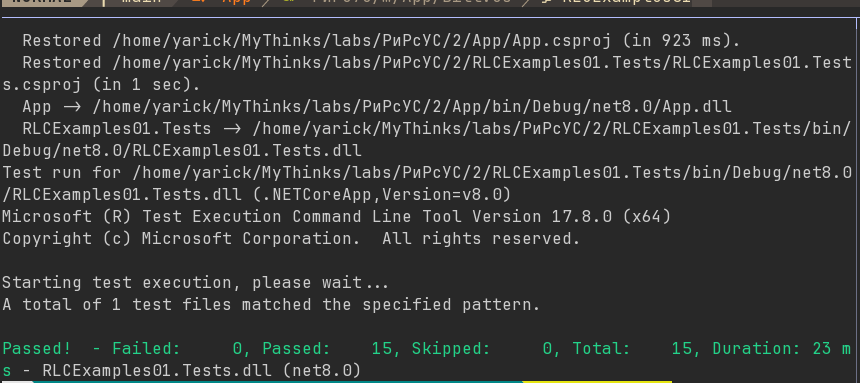 Restored /home/yarick/MyThinks/labs/РиРсУС/2/App/App.csproj (in 923 ms).
  Restored /home/yarick/MyThinks/labs/РиРсУС/2/RLCExamples01.Tests/RLCExamples01.Test
s.csproj (in 1 sec).
  App -> /home/yarick/MyThinks/labs/РиРсУС/2/App/bin/Debug/net8.0/App.dll
  RLCExamples01.Tests -> /home/yarick/MyThinks/labs/РиРсУС/2/RLCExamples01.Tests/bin/
Debug/net8.0/RLCExamples01.Tests.dll
Test run for /home/yarick/MyThinks/labs/РиРсУС/2/RLCExamples01.Tests/bin/Debug/net8.0
/RLCExamples01.Tests.dll (.NETCoreApp,Version=v8.0)
Microsoft (R) Test Execution Command Line Tool Version 17.8.0 (x64)
Copyright (c) Microsoft Corporation.  All rights reserved.

Starting test execution, please wait...
A total of 1 test files matched the specified pattern.

Passed!  - Failed:     0, Passed:    15, Skipped:     0, Total:    15, Duration: 23 m
s - RLCExamples01.Tests.dll (net8.0)